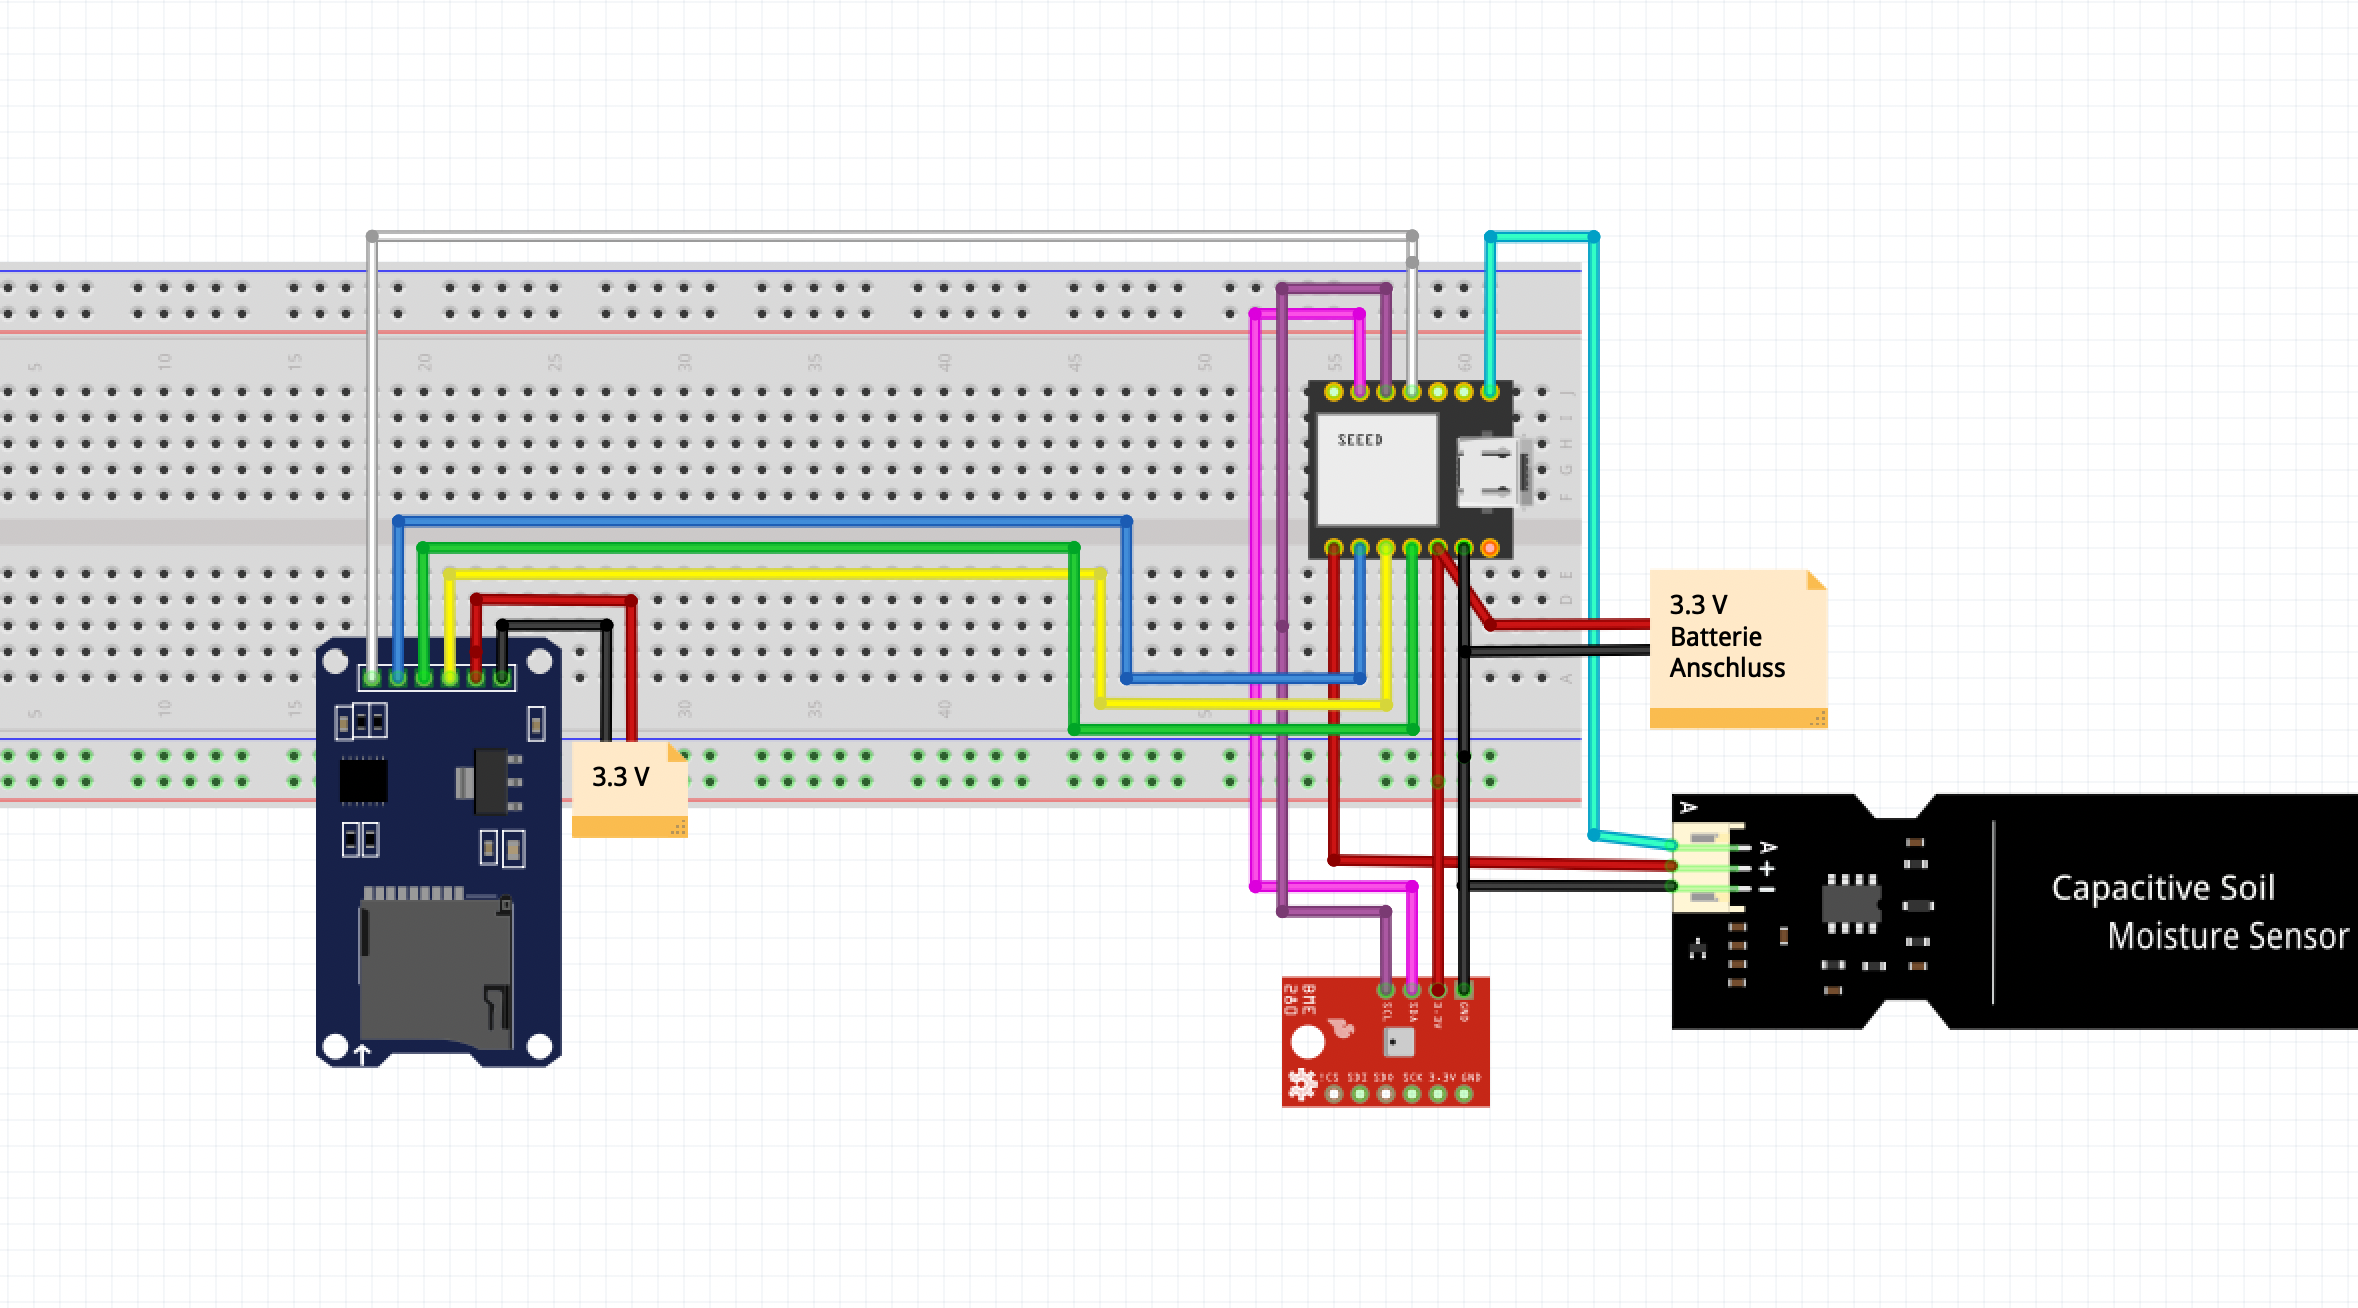 5 10 15 20 25 30 35 40 45 50 55 60
J
I
H
G
F
SEEED
E
D
A
3.3 V
Batterie
Anschluss
5 10 15 30 35 40 5
3.3 V
A
A
+
-
Capacitive Soil
Moisture Sensor
BME
280
SCL
SDA
3.3V
GND
!CS SDI SDO SCK 3.3V GND